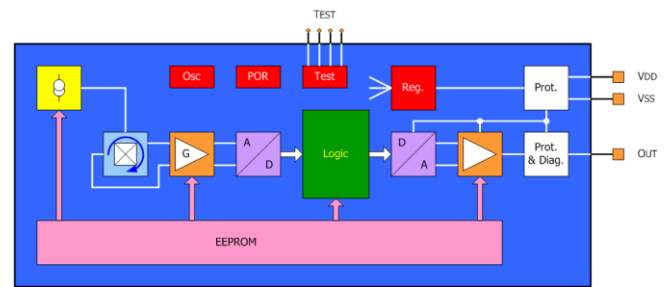 TEST
Osc
POR
Test
Reg.
Prot.
VDD
VSS
G
A
D
Logic
D
A
Prot.
& Diag.
OUT
EEPROM